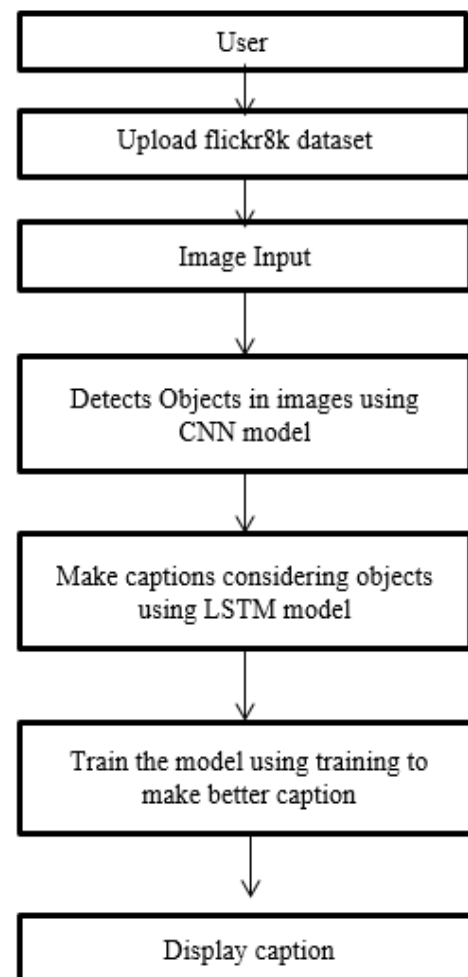 User
Upload flickr8k dataset
Image Input
Detects Objects in images using
CNN model
Make captions considering objects
using LSTM model
Train the model using training to
make better caption
Display caption